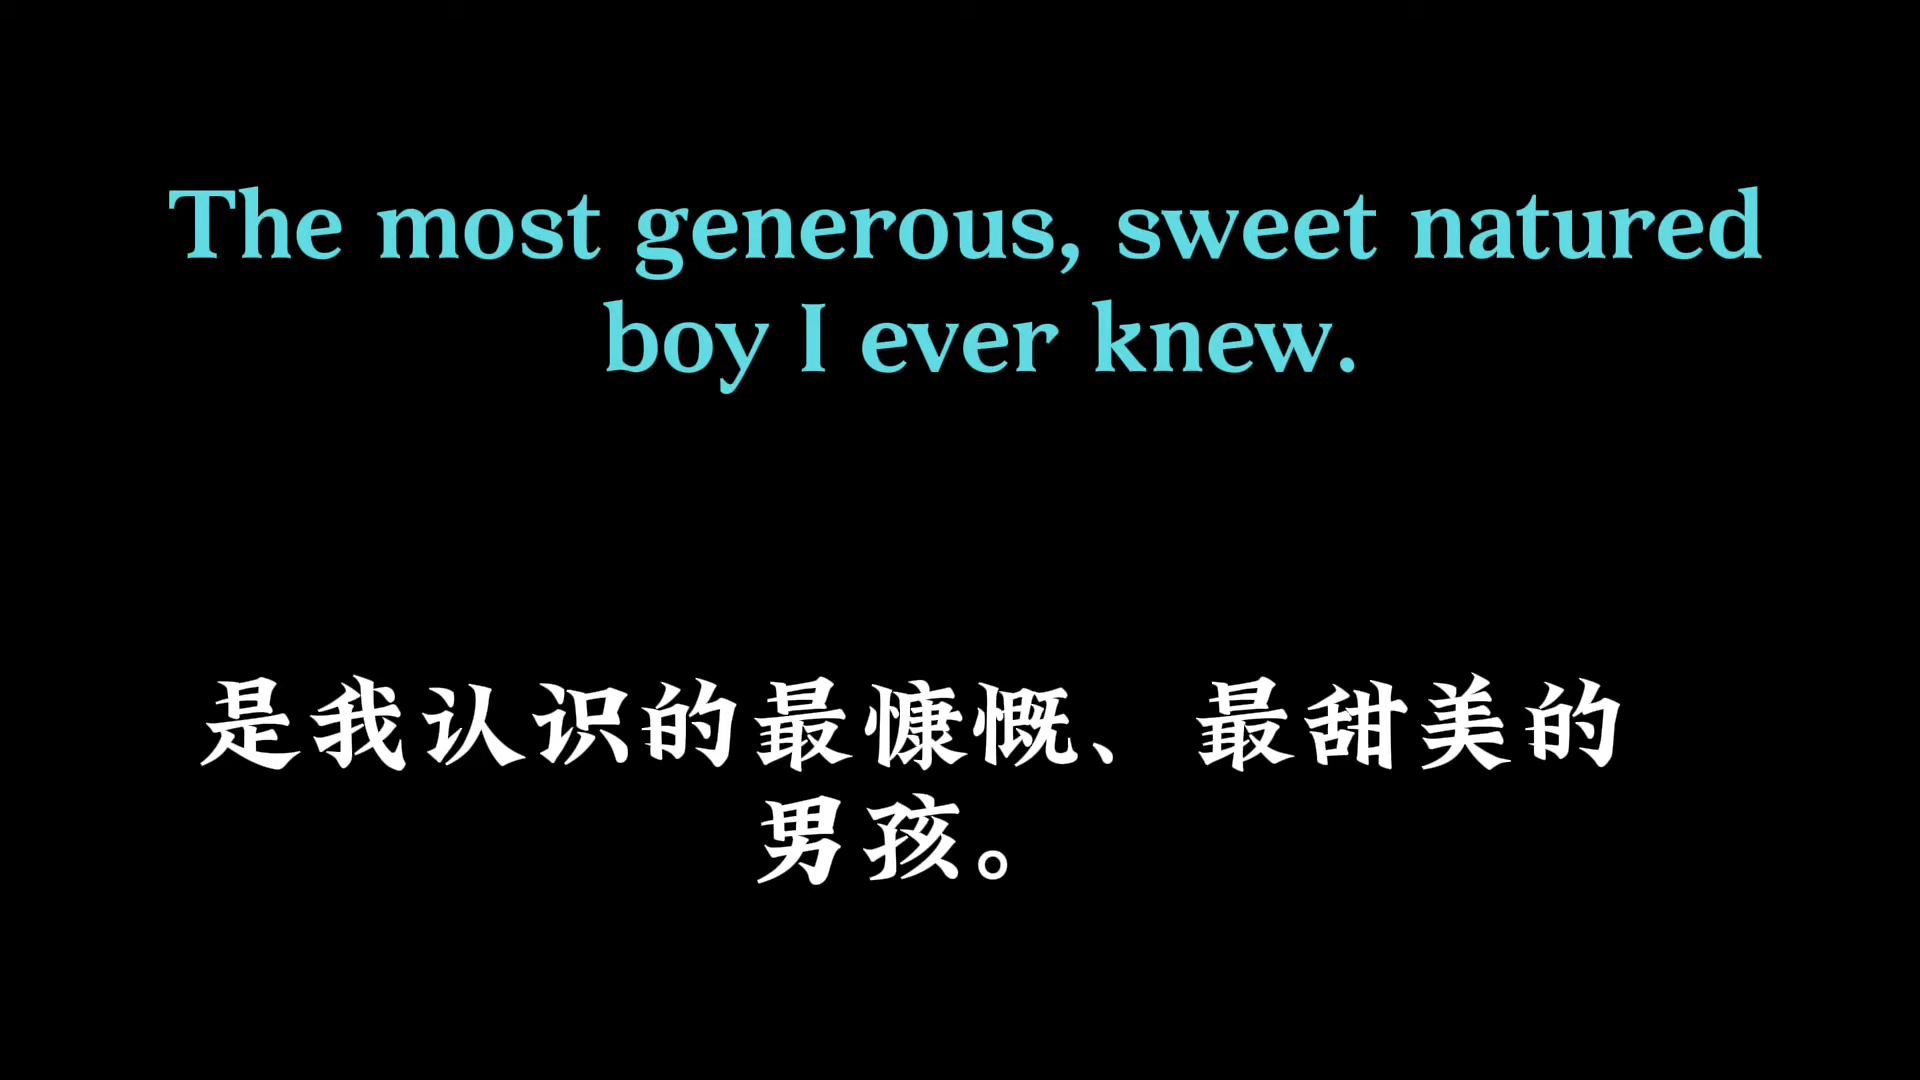 The most generous, sweet natured
boy I ever knew.
是我认识的最慷慨、最甜美的
男孩。